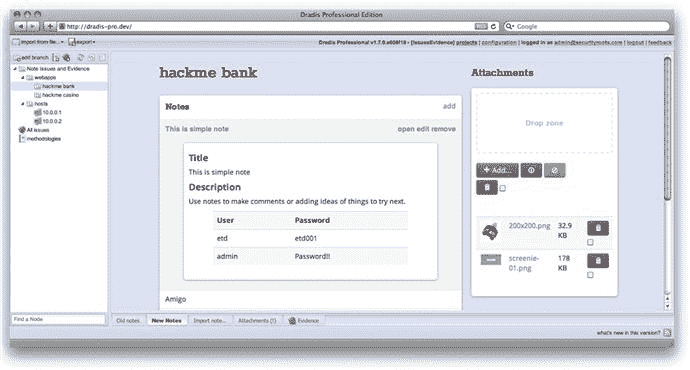 Dradis Professional Edition
http://dradis-pro.dev/
Google
import from file...
export
Dradis Professional v1.7.0
projects | configuration | logged in as admin@securityroots.com | logout | feedback
add branch
Note Issues and Evidence
webapps
hackme bank
hackme casino
hosts
10.0.0.1
10.0.0.2
All issues
methodologies
hackme bank
Notes
add
This is simple note
open edit remove
Title
This is simple note
Description
Use notes to make comments or adding ideas of things to try next.
User
Password
etd
etd001
admin
Password!!
Amigo
Attachments
Drop zone
Add...
200x200.png
32.9
KB
screenie-
01.png
178
KB
Find a Node
Old notes
New Notes
Import note...
Attachments (1)
Evidence
what's new in this version?